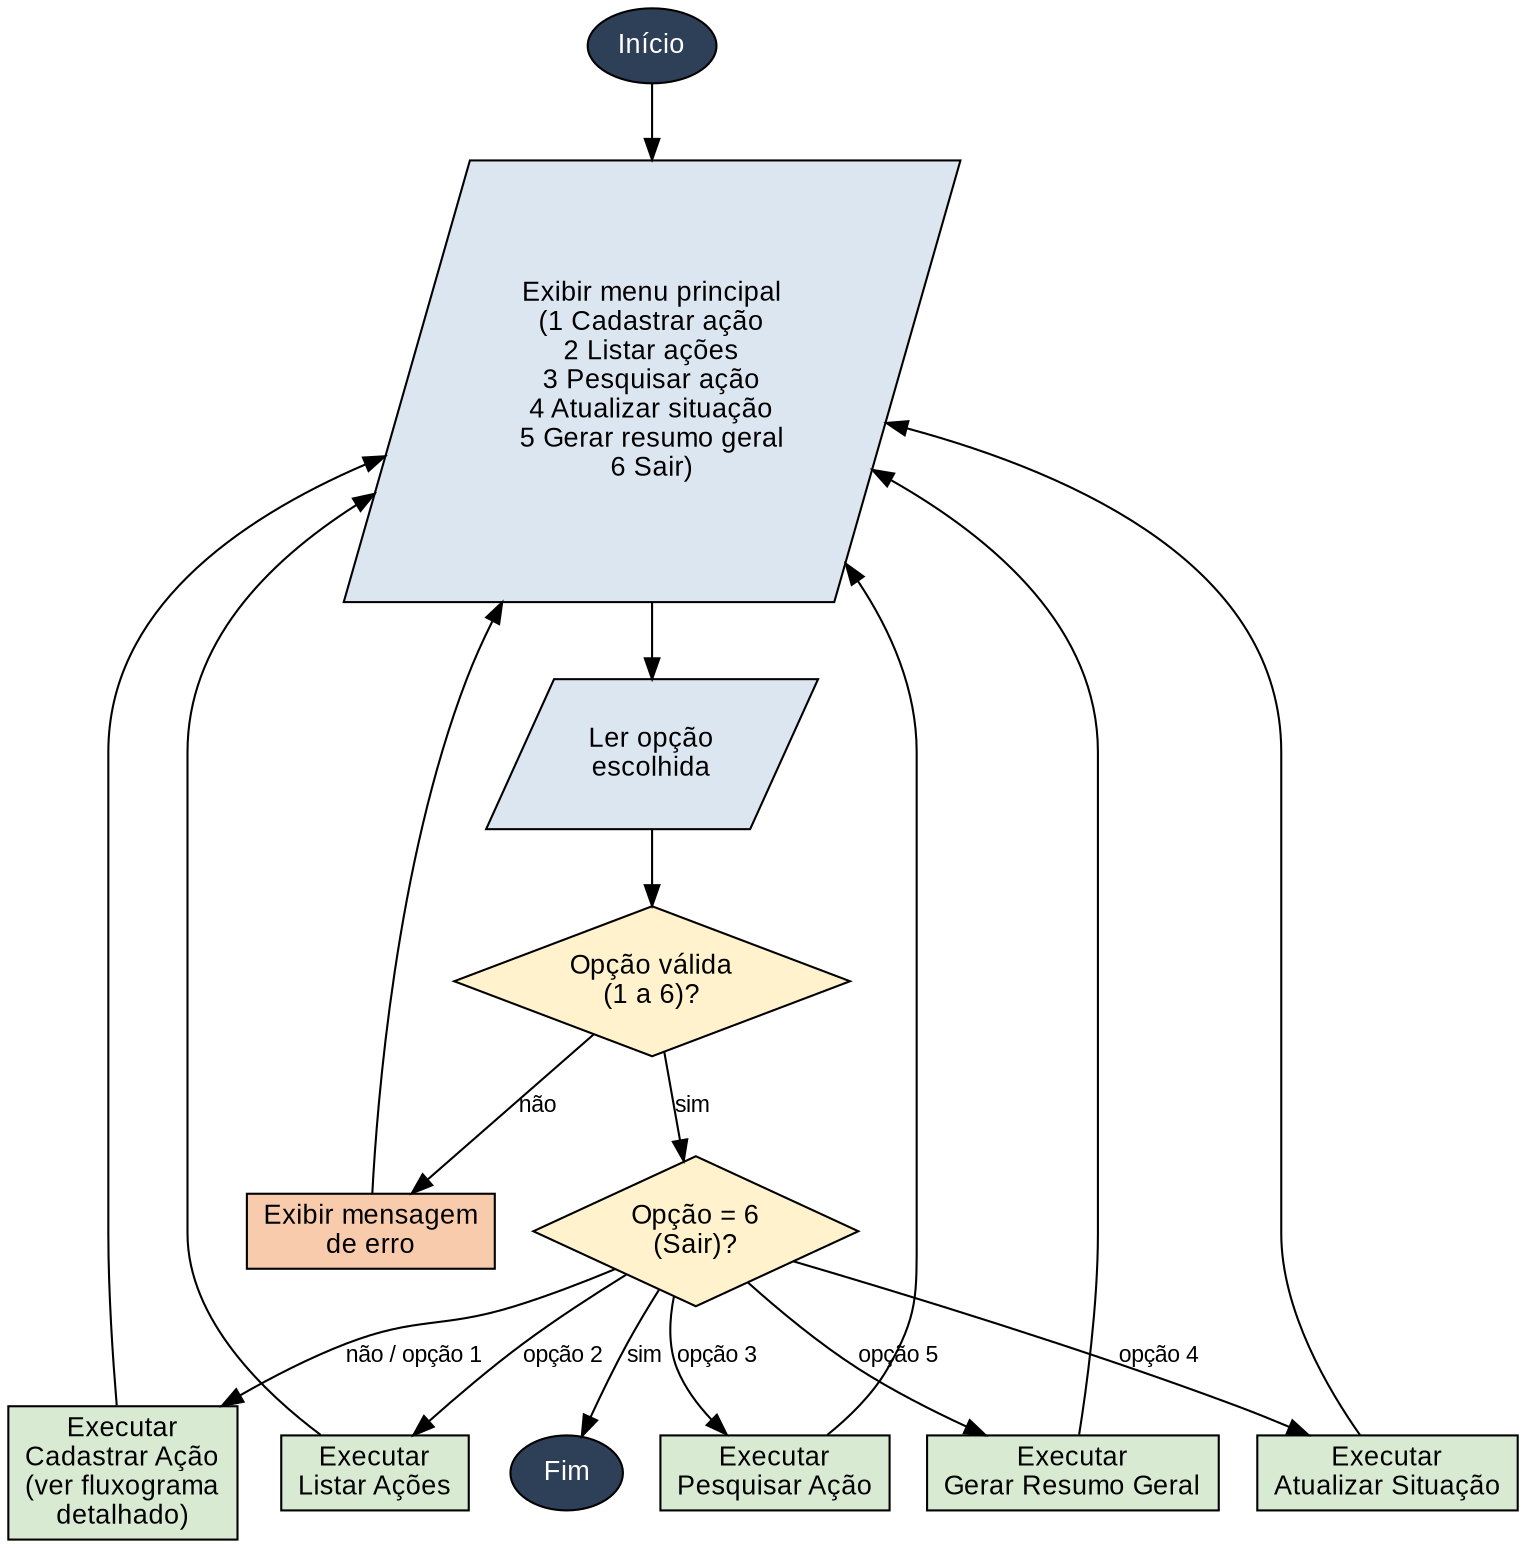 Início
Exibir menu principal
(1 Cadastrar ação
2 Listar ações
3 Pesquisar ação
4 Atualizar situação
5 Gerar resumo geral
6 Sair)
Ler opção
escolhida
Opção válida
(1 a 6)?
não
sim
Exibir mensagem
de erro
Opção = 6
(Sair)?
não / opção 1
opção 2
sim
opção 3
opção 5
opção 4
Executar
Cadastrar Ação
(ver fluxograma
detalhado)
Executar
Listar Ações
Fim
Executar
Pesquisar Ação
Executar
Gerar Resumo Geral
Executar
Atualizar Situação